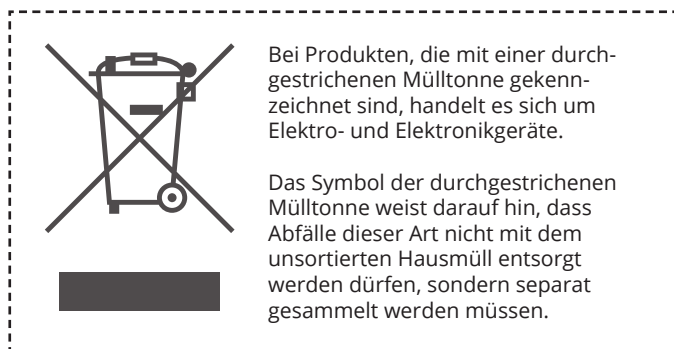 Bei Produkten, die mit einer durch-
gestrichenen Mülltonne gekenn-
zeichnet sind, handelt es sich um
Elektro- und Elektronikgeräte.
Das Symbol der durchgestrichenen
Mülltonne weist darauf hin, dass
Abfälle dieser Art nicht mit dem
unsortierten Hausmüll entsorgt
werden dürfen, sondern separat
gesammelt werden müssen.